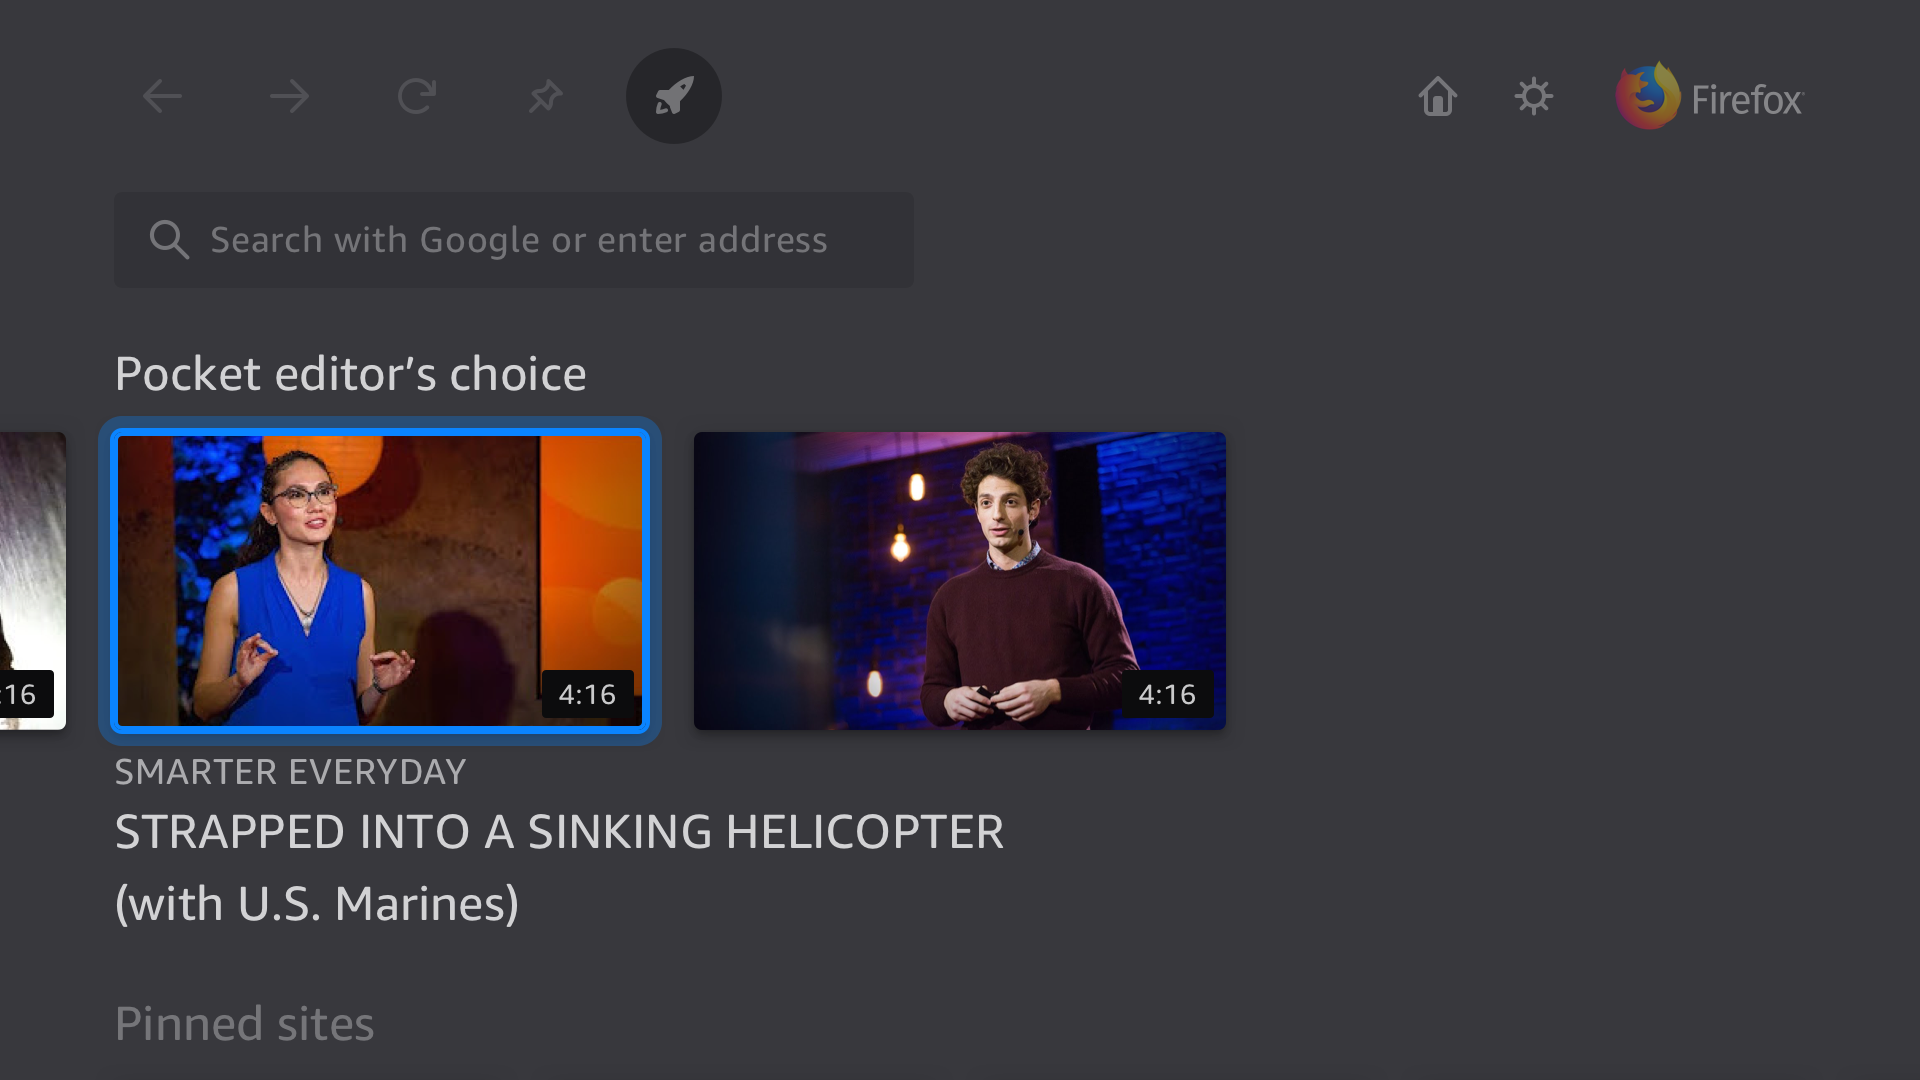 Firefox
Search with Google or enter address
Pocket editor’s choice
:16
4:16
4:16
SMARTER EVERYDAY
STRAPPED INTO A SINKING HELICOPTER
(with U.S. Marines)
Pinned sites